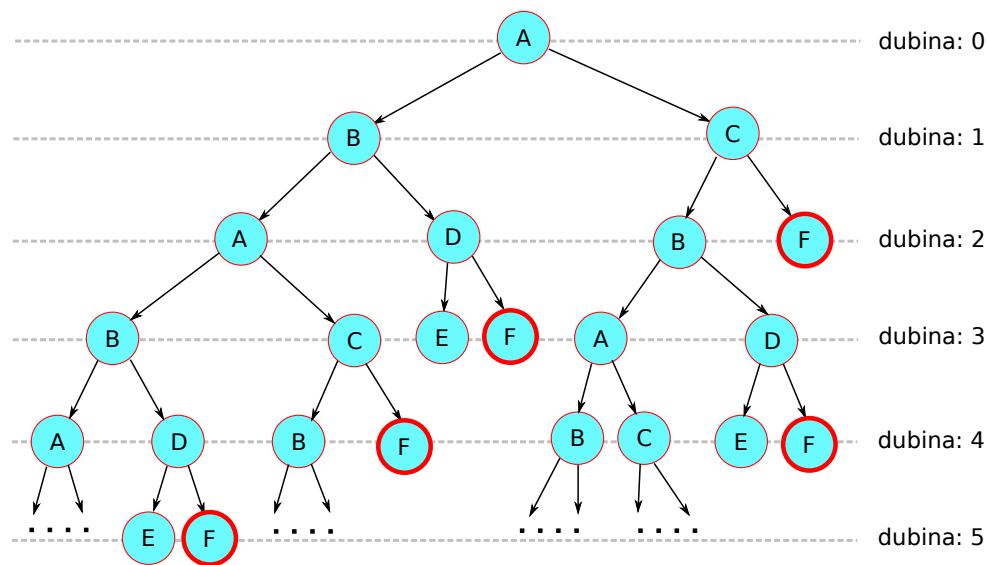 A dubina: 0
B C dubina: 1
A D B F dubina: 2
B C E F A D dubina: 3
A D B F B C E F dubina: 4
. . . . . . . . . . . . . . . .
E F dubina: 5